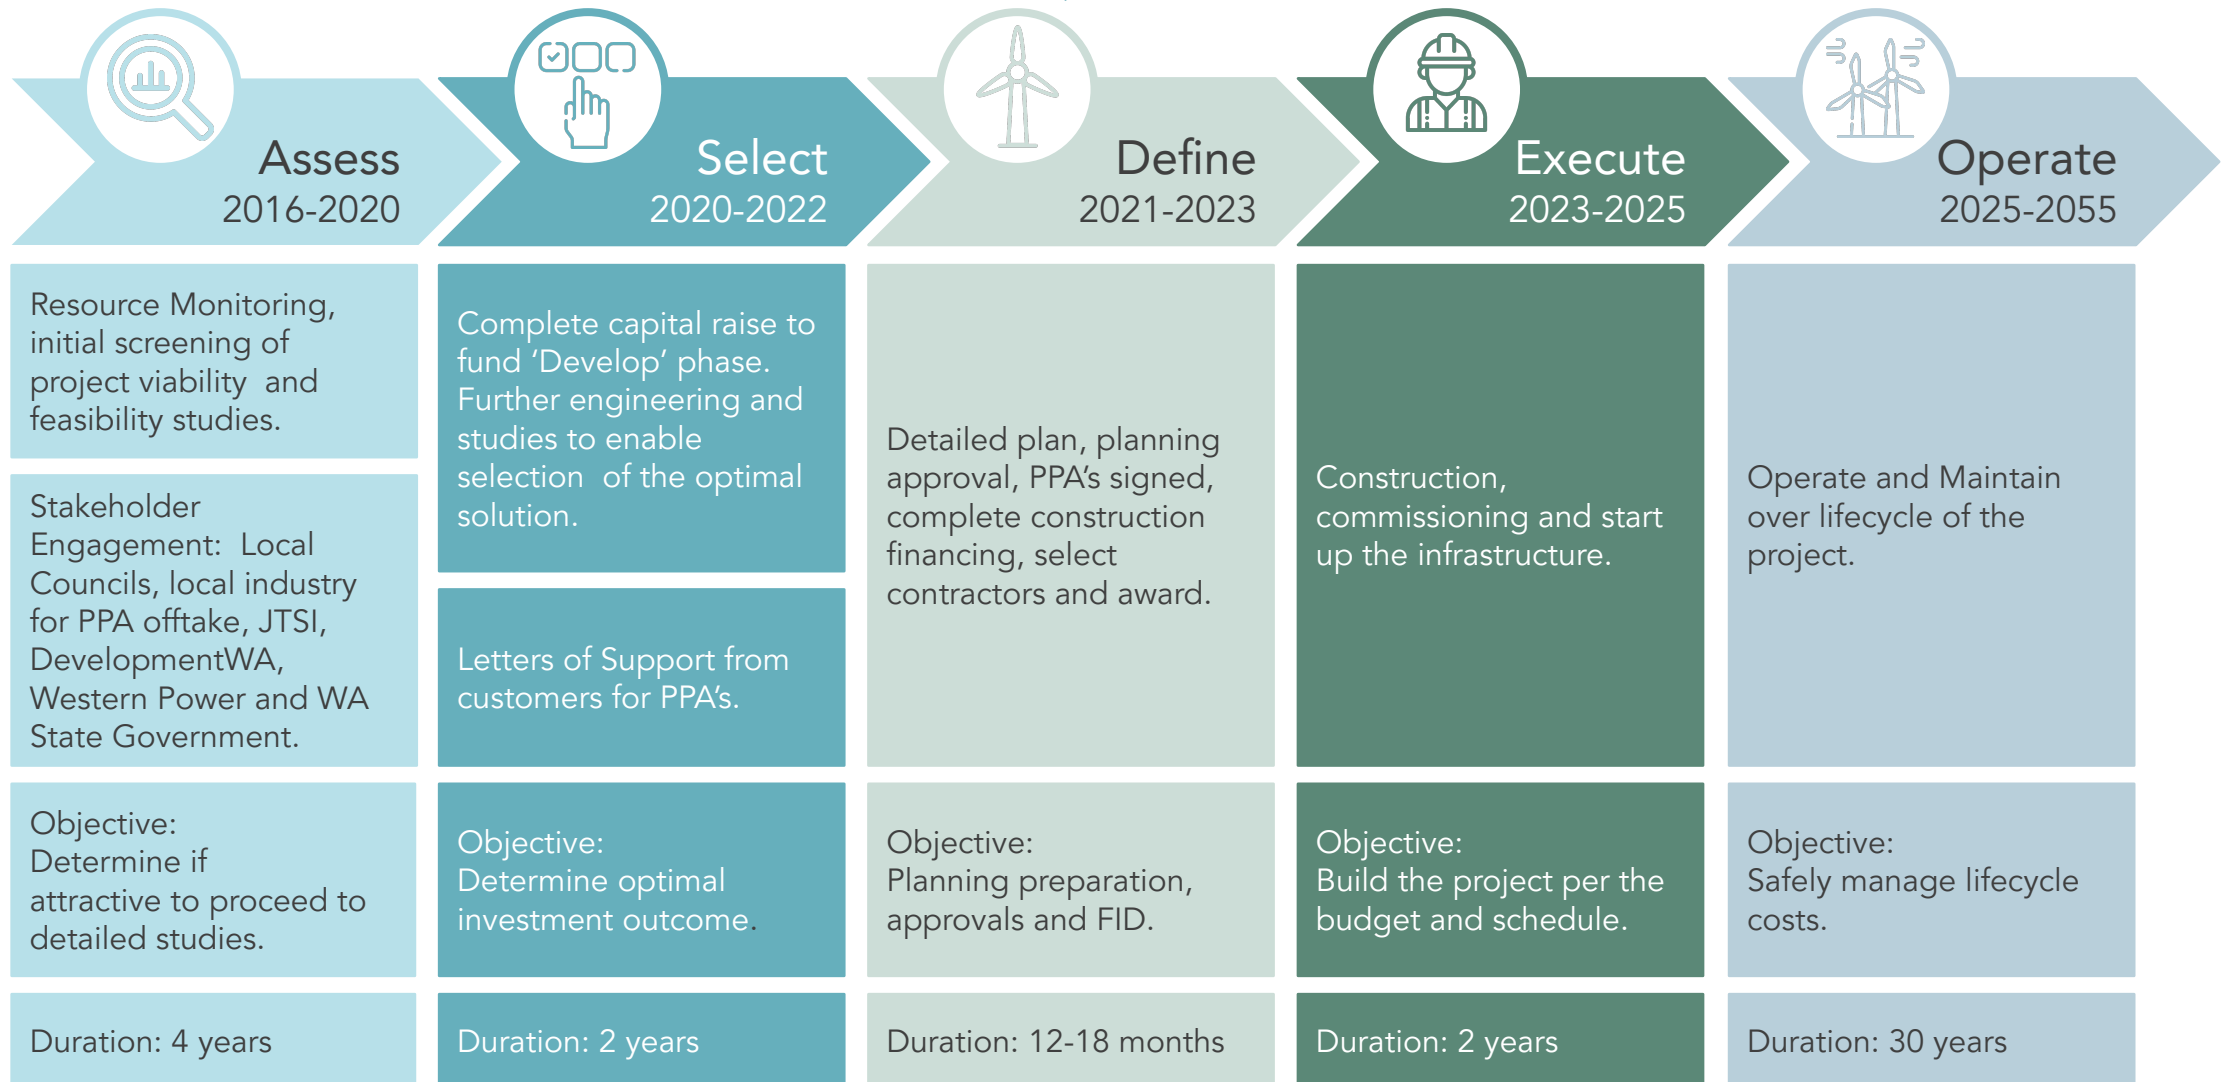 Assess
2016-2020
Select
2020-2022
Define
2021-2023
Execute
2023-2025
Operate
2025-2055
Resource Monitoring,
initial screening of
project viability  and
feasibility studies.
Stakeholder
Engagement:  Local
Councils, local industry
for PPA offtake, JTSI,
DevelopmentWA,
Western Power and WA
State Government.
Objective:
Determine if
attractive to proceed to
detailed studies.
Duration: 4 years
Complete capital raise to
fund ‘Develop’ phase.
Further engineering and
studies to enable
selection  of the optimal
solution.
Letters of Support from
customers for PPA’s.
Objective:
Determine optimal
investment outcome.
Duration: 2 years
Detailed plan, planning
approval, PPA’s signed,
complete construction
financing, select
contractors and award.
Objective:
Planning preparation,
approvals and FID.
Duration: 12-18 months
Construction,
commissioning and start
up the infrastructure.
Objective:
Build the project per the
budget and schedule.
Duration: 2 years
Operate and Maintain
over lifecycle of the
project.
Objective:
Safely manage lifecycle
costs.
Duration: 30 years